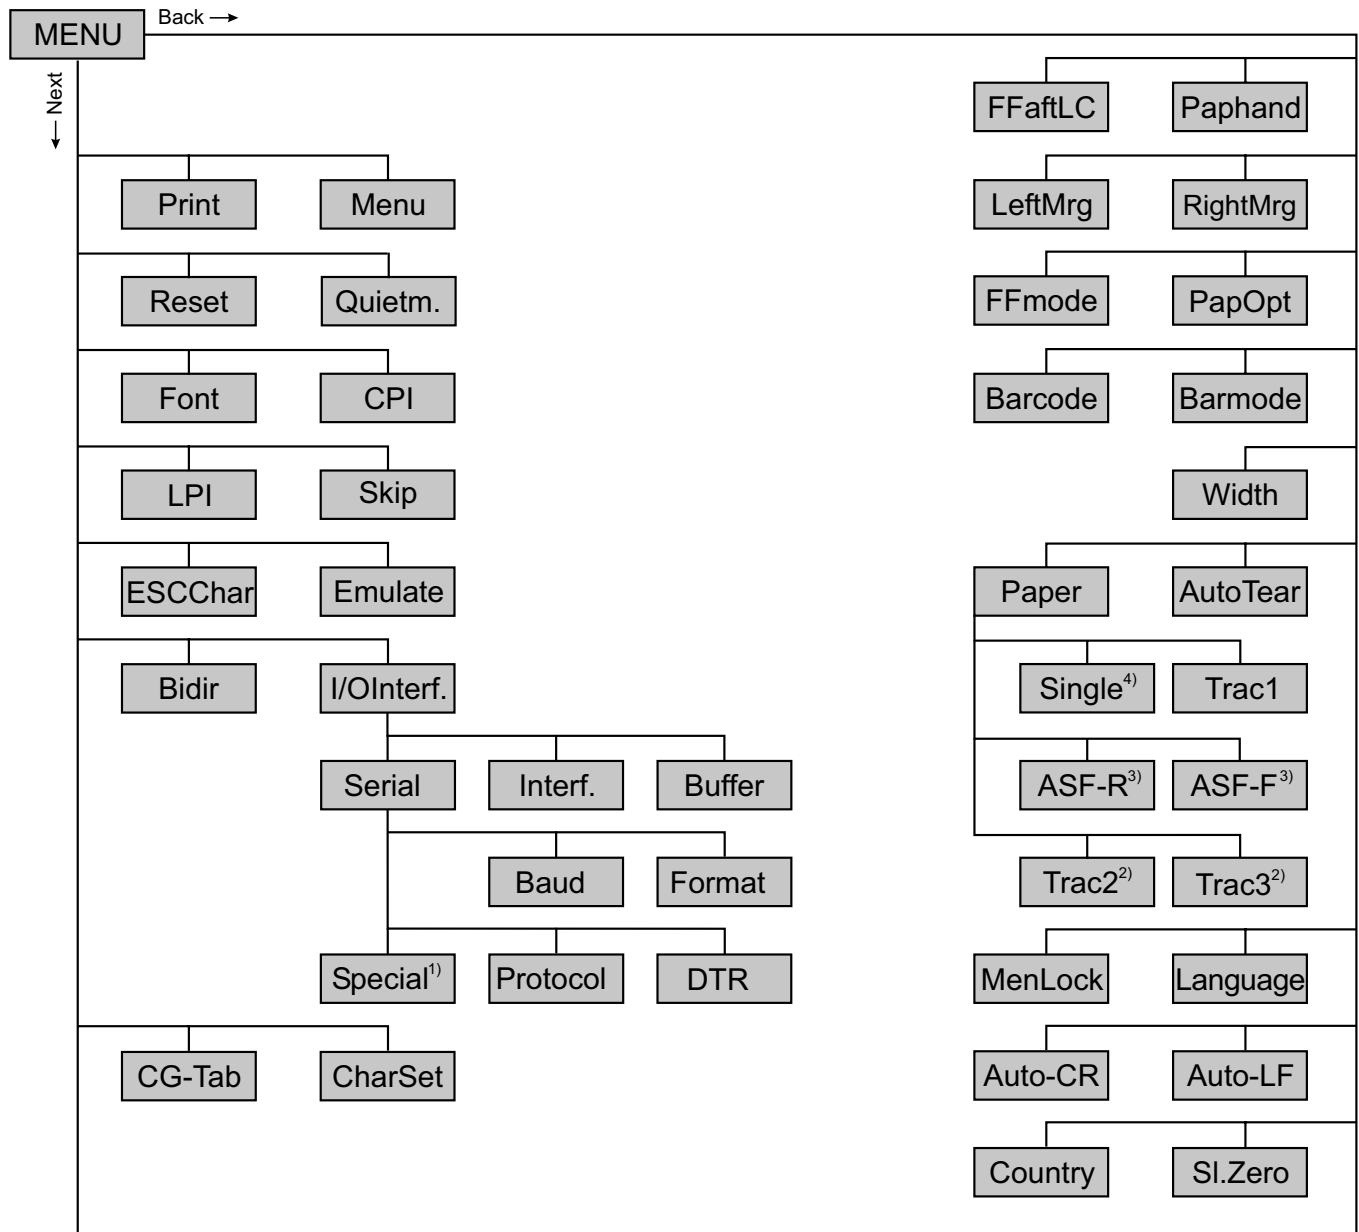 MENU
Back
Next
Print
Menu
Reset
Quietm.
Font
CPI
LPI
Skip
ESCChar
Emulate
Bidir
I/OInterf.
Serial
Interf.
Buffer
Baud
Format
Special1)
Protocol
DTR
CG-Tab
CharSet
FFaftLC
Paphand
LeftMrg
RightMrg
FFmode
PapOpt
Barcode
Barmode
Width
Paper
AutoTear
Single4)
Trac1
ASF-R3)
ASF-F3)
Trac22)
Trac32)
MenLock
Language
Auto-CR
Auto-LF
Country
Sl.Zero